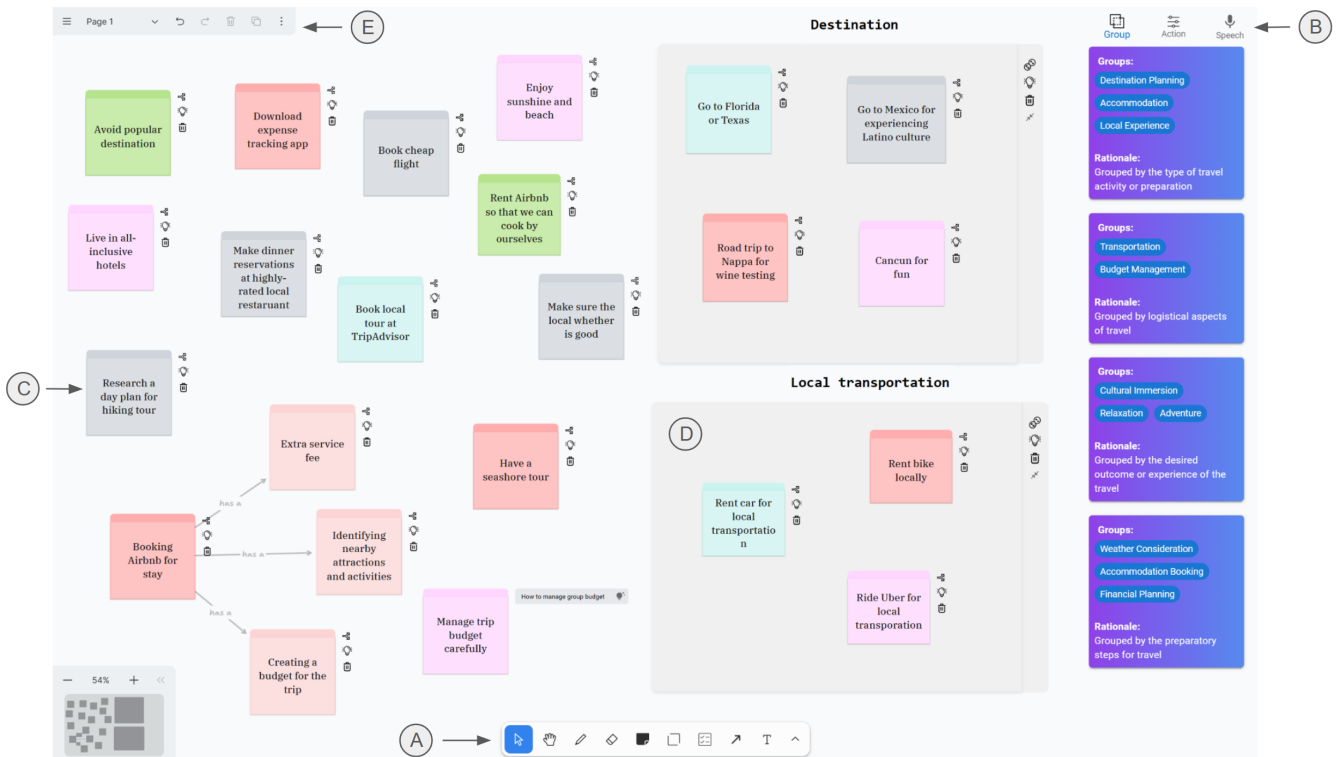 Page 1
E
Destination
Group
Action
Speech
B
Avoid popular
destination
Download
expense
tracking app
Book cheap
flight
Enjoy
sunshine and
beach
Live in all-
inclusive
hotels
Make dinner
reservations
at highly-
rated local
restaruant
Book local
tour at
TripAdvisor
Rent Airbnb
so that we can
cook by
ourselves
Make sure the
local whether
is good
C
Research a
day plan for
hiking tour
Go to Florida
or Texas
Go to Mexico for
experiencing
Latino culture
Road trip to
Nappa for
wine testing
Cancun for
fun
Groups:
Destination Planning
Accommodation
Local Experience
Rationale:
Grouped by the type of travel
activity or preparation
Groups:
Transportation
Budget Management
Rationale:
Grouped by logistical aspects
of travel
Groups:
Cultural Immersion
Relaxation Adventure
Rationale:
Grouped by the desired
outcome or experience of the
travel
Groups:
Weather Consideration
Accommodation Booking
Financial Planning
Rationale:
Grouped by the preparatory
steps for travel
Extra service
fee
has a
Booking
Airbnb for
stay
has a
Identifying
nearby
attractions
and activities
has a
Creating a
budget for the
trip
Have a
seashore tour
Manage trip
budget
carefully
How to manage group budget
Local transportation
D
Rent bike
locally
Rent car for
local
transportatio
n
Ride Uber for
local
transporation
54%
A
T